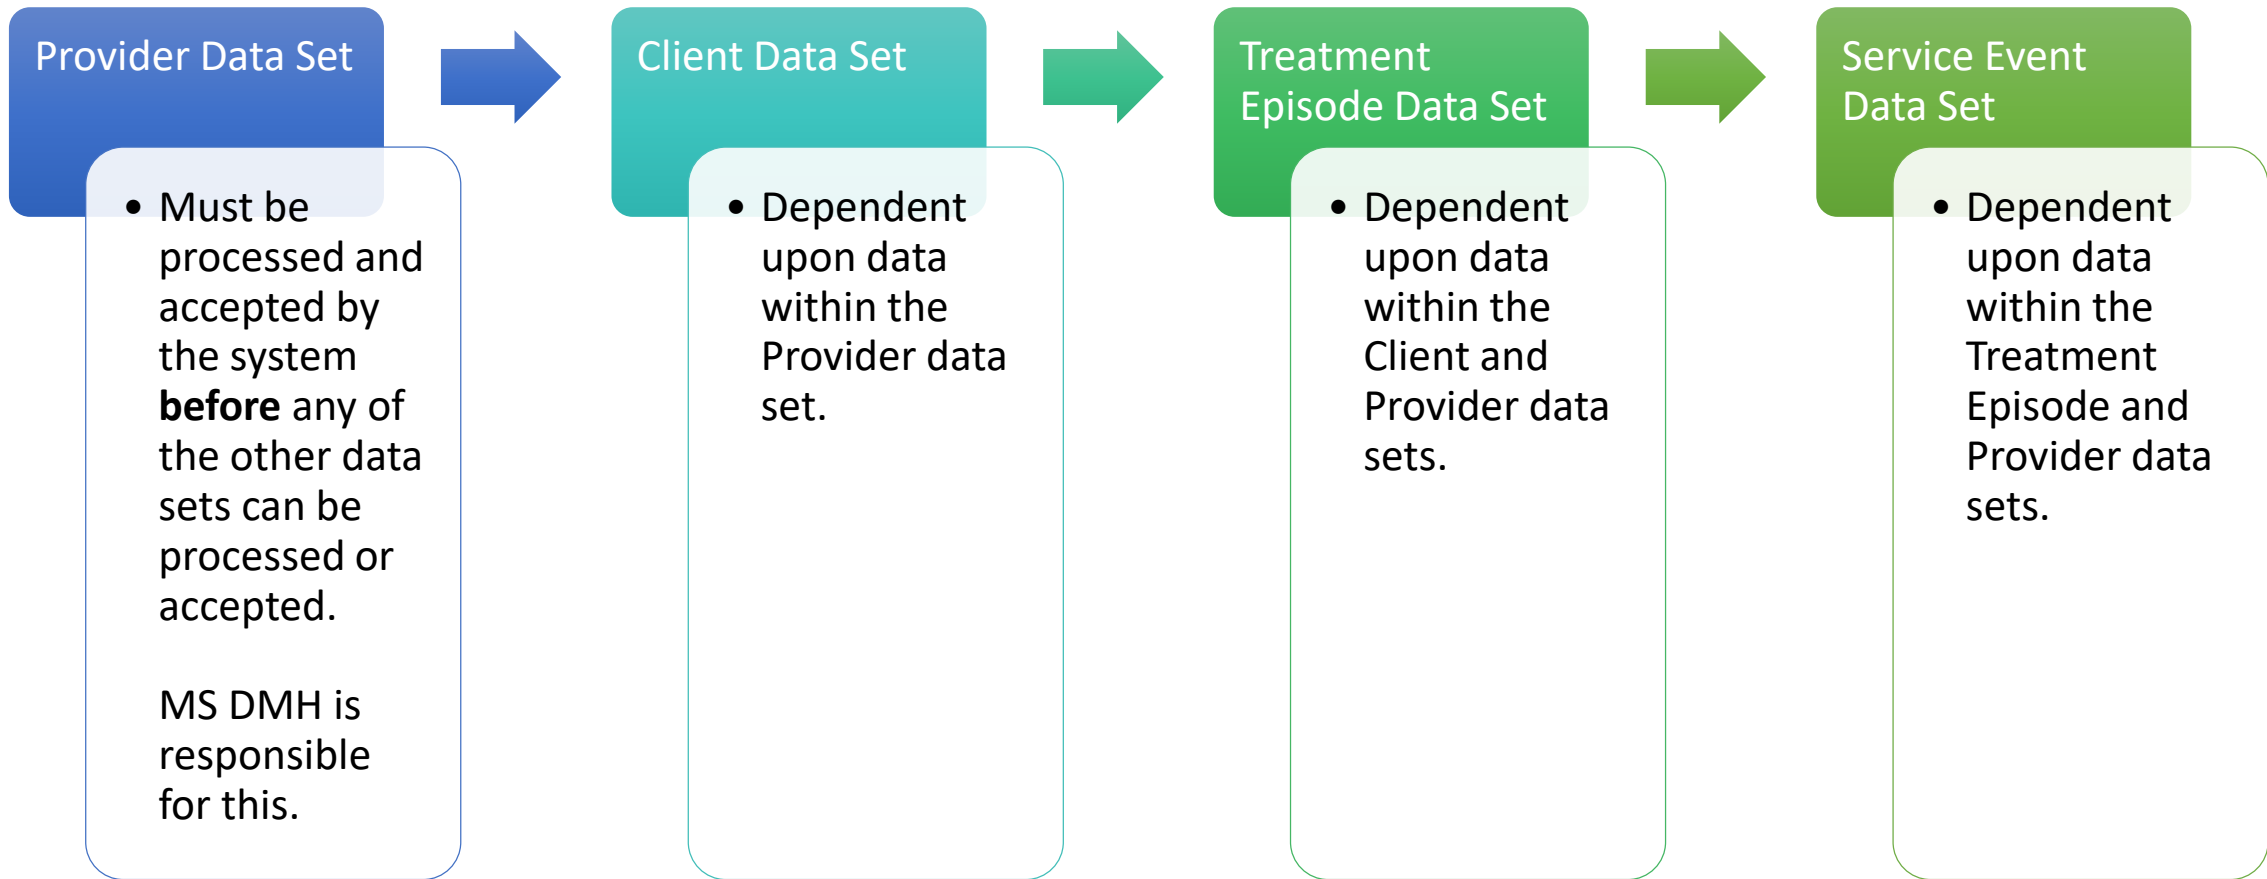 Provider Data Set
• Must be
processed and
accepted by
the system
before any of
the other data
sets can be
processed or
accepted.
MS DMH is
responsible
for this.
Client Data Set
• Dependent
upon data
within the
Provider data
set.
Treatment
Episode Data Set
• Dependent
upon data
within the
Client and
Provider data
sets.
Service Event
Data Set
• Dependent
upon data
within the
Treatment
Episode and
Provider data
sets.